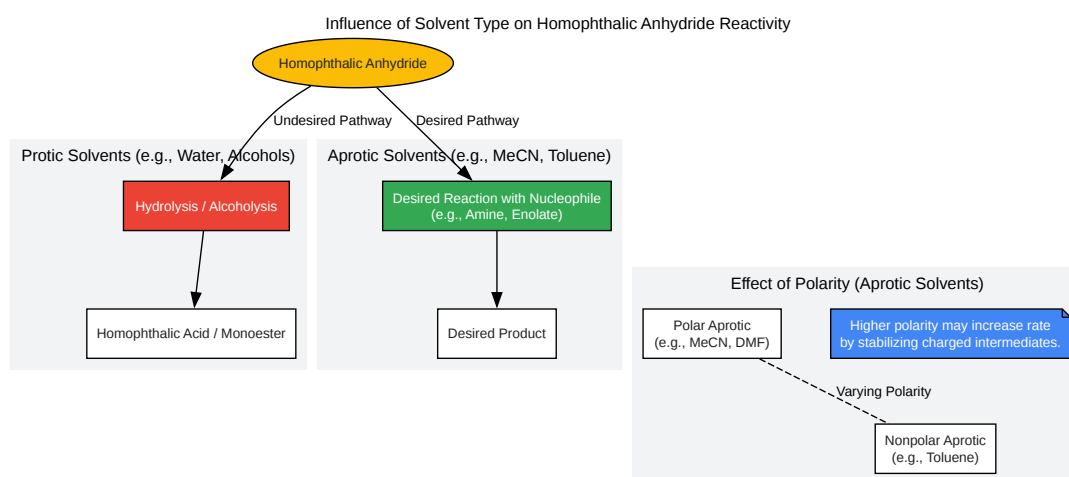 Influence of Solvent Type on Homophthalic Anhydride Reactivity
Homophthalic Anhydride
Undesired Pathway
Desired Pathway
Protic Solvents (e.g., Water, Alcohols)
Hydrolysis / Alcoholysis
Homophthalic Acid / Monoester
Aprotic Solvents (e.g., MeCN, Toluene)
Desired Reaction with Nucleophile
(e.g., Amine, Enolate)
Desired Product
Effect of Polarity (Aprotic Solvents)
Polar Aprotic
(e.g., MeCN, DMF)
Higher polarity may increase rate
by stabilizing charged intermediates.
Varying Polarity
Nonpolar Aprotic
(e.g., Toluene)